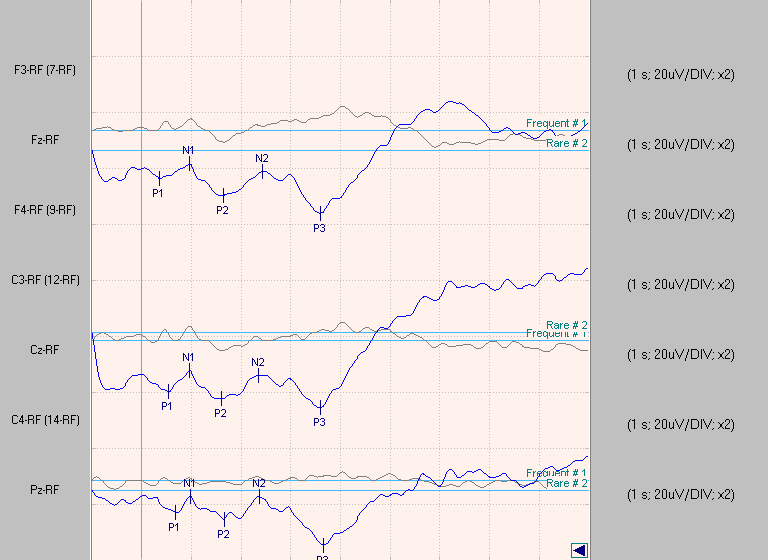 F3-RF (7-RF)
(1 s; 20uV/DIV; x2)
Frequent # 1
Fz-RF
Rare # 2
(1 s; 20uV/DIV; x2)
N1
N2
P1
P2
F4-RF (9-RF)
(1 s; 20uV/DIV; x2)
P3
C3-RF (12-RF)
(1 s; 20uV/DIV; x2)
Rare # 2
Frequent # 1
Cz-RF
(1 s; 20uV/DIV; x2)
N1
N2
P1
P2
C4-RF (14-RF)
(1 s; 20uV/DIV; x2)
P3
Frequent # 1
Rare # 2
Pz-RF
(1 s; 20uV/DIV; x2)
N1
N2
P1
P2
P3